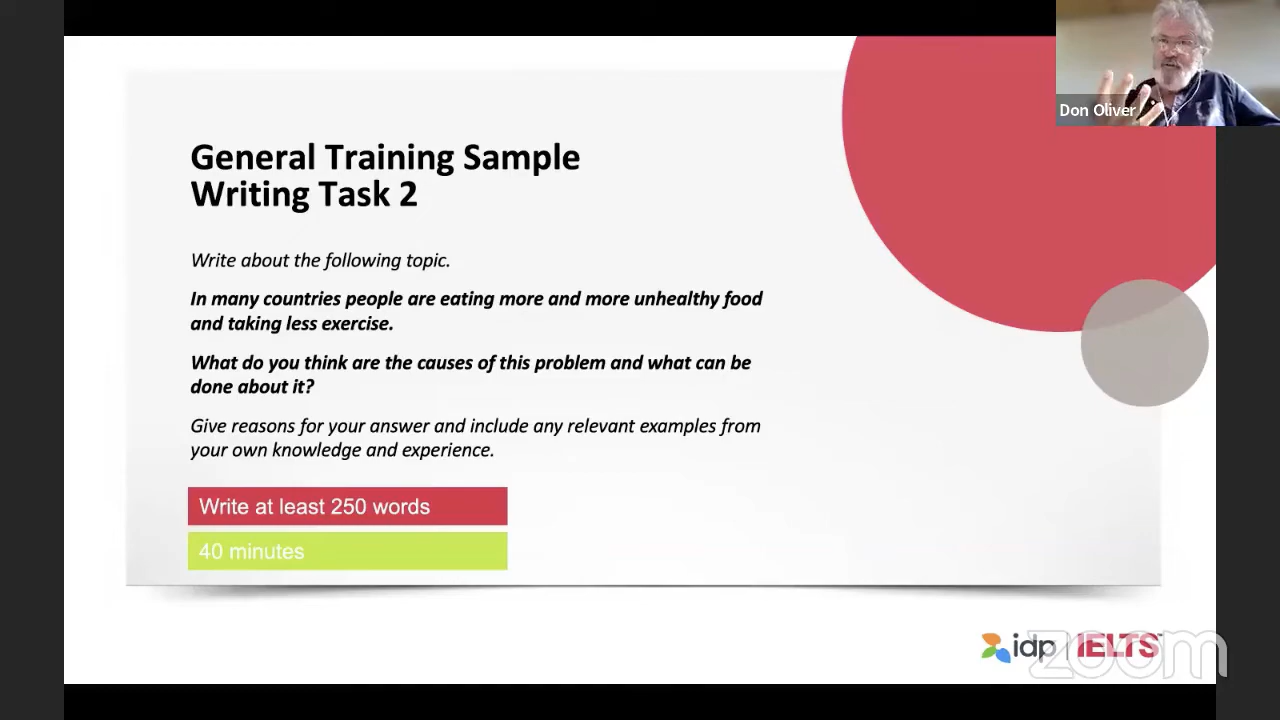 Don Oliver
General Training Sample
Writing Task 2
Write about the following topic.
In many countries people are eating more and more unhealthy food
and taking less exercise.
What do you think are the causes of this problem and what can be
done about it?
Give reasons for your answer and include any relevant examples from
your own knowledge and experience.
Write at least 250 words
40 minutes
idp | IELTS™
zoom